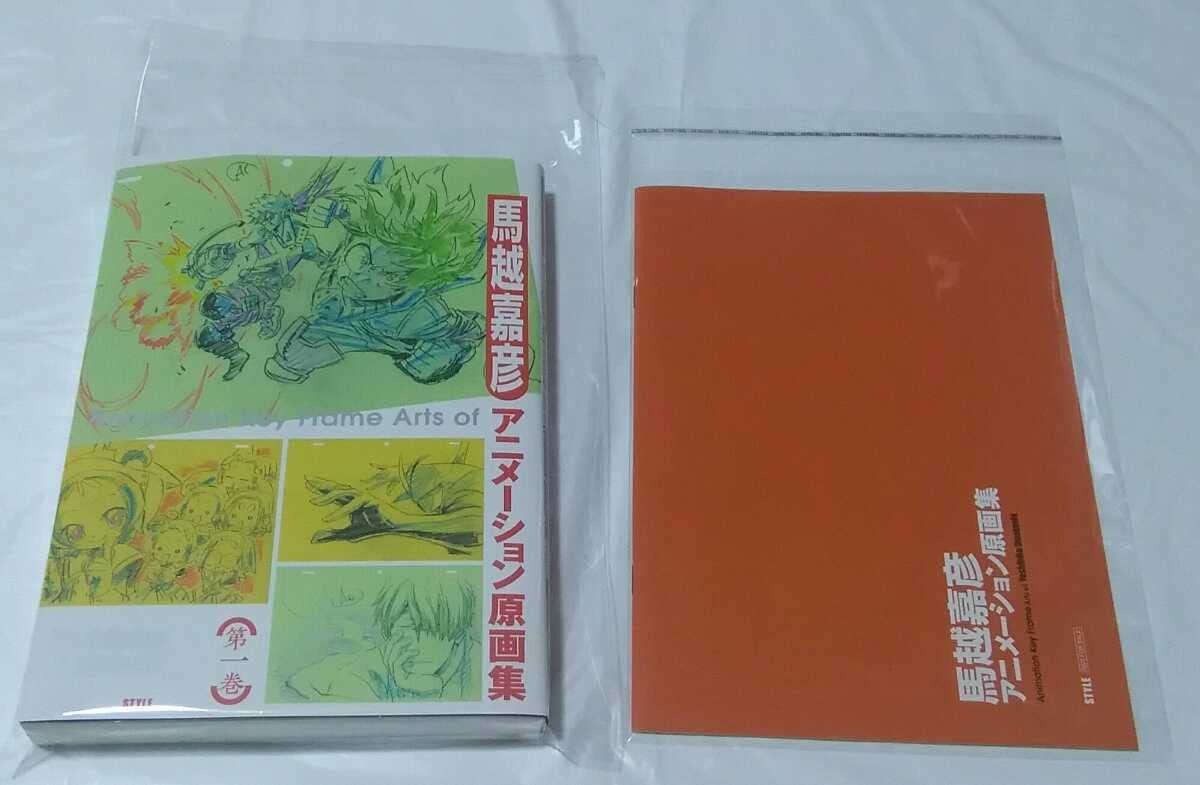 馬越嘉彦
アニメーション原画集
Key Frame Arts of
第一巻
STYLE
馬越嘉彦
アニメーション原画集
Animation Key Frame Arts of Yoshihiko Umakoshi
STYLE